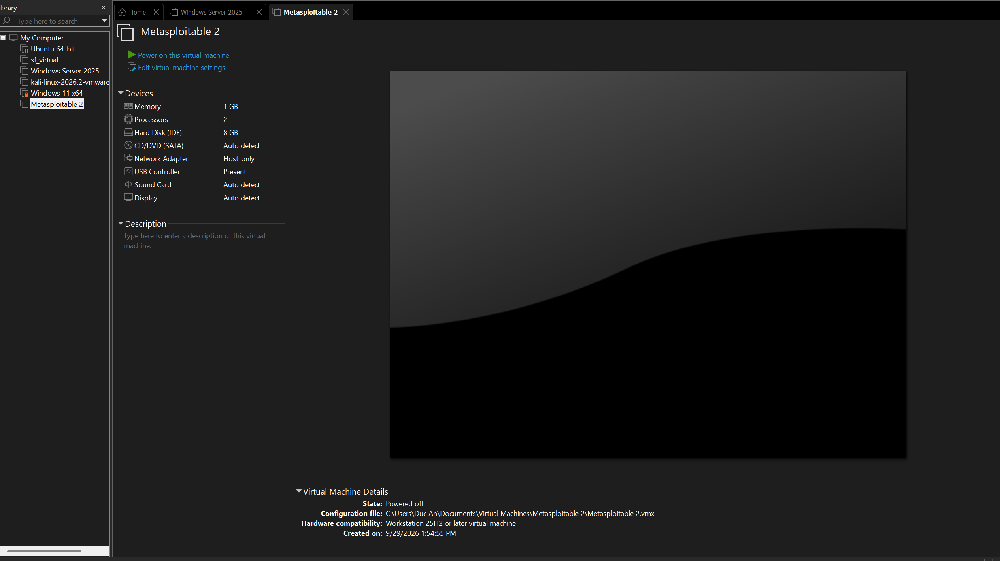 ibrary
Type here to search
My Computer
Ubuntu 64-bit
sf_virtual
Windows Server 2025
kali-linux-2026.2-vmware
Windows 11 x64
Metasploitable 2
Home
Windows Server 2025
Metasploitable 2
Metasploitable 2
Power on this virtual machine
Edit virtual machine settings
Devices
Memory 1 GB
Processors 2
Hard Disk (IDE) 8 GB
CD/DVD (SATA) Auto detect
Network Adapter Host-only
USB Controller Present
Sound Card Auto detect
Display Auto detect
Description
Type here to enter a description of this virtual
machine.
Virtual Machine Details
State: Powered off
Configuration file: C:\Users\Duc An\Documents\Virtual Machines\Metasploitable 2\Metasploitable 2.vmx
Hardware compatibility: Workstation 25H2 or later virtual machine
Created on: 9/29/2026 1:54:55 PM